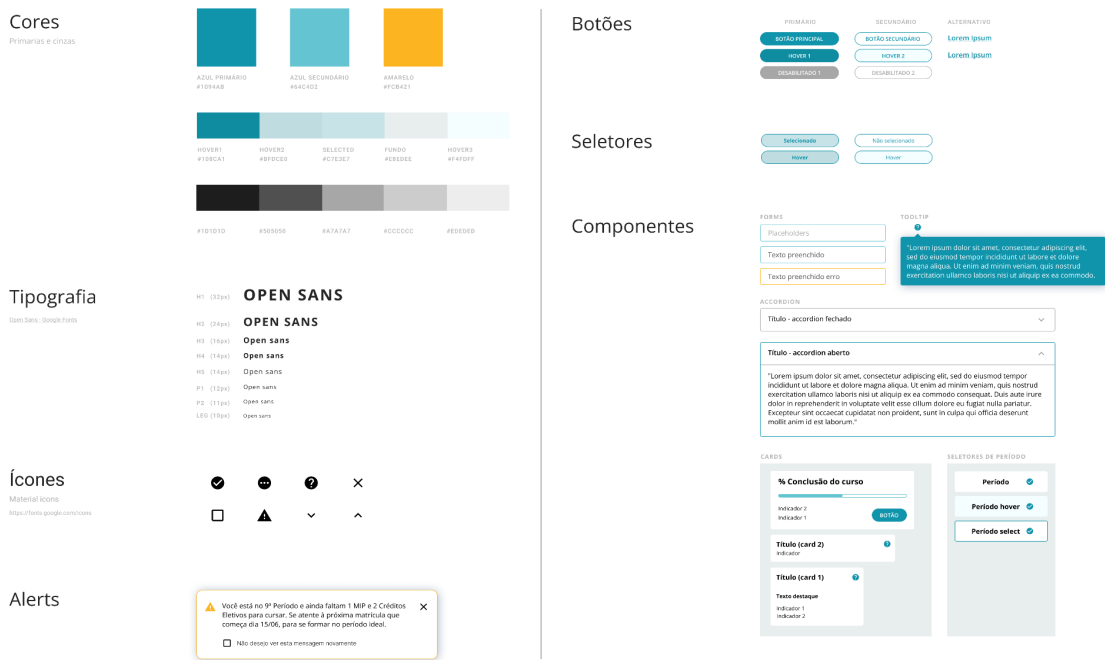 Cores
Primarias e cinzas
AZUL PRIMÁRIO
#1094AB
AZUL SECUNDÁRIO
#64C4D2
AMARELO
#FCB421
HOVER1
#108CA1
HOVER2
#BFDCE0
SELECTED
#C7E3E7
FUNDO
#E8EDEE
HOVER3
#F4FDFF
#1D1D1D
#505050
#A7A7A7
#CCCCCC
#EDEDED
Tipografia
Open Sans - Google Fonts
H1 (32px) OPEN SANS
H2 (24px) OPEN SANS
H3 (16px) Open sans
H4 (14px) Open sans
H5 (14px) Open sans
P1 (12px) Open sans
P2 (11px) Open sans
LEG (10px) Open sans
Ícones
Material icons
https://fonts.google.com/icons
Alerts
Você está no 9º Período e ainda faltam 1 MIP e 2 Créditos
Eletivos para cursar. Se atente à próxima matrícula que
começa dia 15/06, para se formar no período ideal.
Não desejo ver esta mensagem novamente
Botões
PRIMARIO
BOTÃO PRINCIPAL
HOVER 1
DESABILITADO 1
SECUNDÁRIO
BOTÃO SECUNDÁRIO
HOVER 2
DESABILITADO 2
ALTERNATIVO
Lorem Ipsum
Lorem Ipsum
Seletores
Selecionado
Hover
Não selecionado
Hover
Componentes
FORMS
Placeholders
Texto preenchido
Texto preenchido erro
TOOLTIP
"Lorem ipsum dolor sit amet, consectetur adipiscing elit,
sed do eiusmod tempor incididunt ut labore et dolore
magna aliqua. Ut enim ad minim veniam, quis nostrud
exercitation ullamco laboris nisi ut aliquip ex ea commodo.
ACCORDION
Título - accordion fechado
Título - accordion aberto
"Lorem ipsum dolor sit amet, consectetur adipiscing elit, sed do eiusmod tempor
incididunt ut labore et dolore magna aliqua. Ut enim ad minim veniam, quis nostrud
exercitation ullamco laboris nisi ut aliquip ex ea commodo consequat. Duis aute irure
dolor in reprehenderit in voluptate velit esse cillum dolore eu fugiat nulla pariatur.
Excepteur sint occaecat cupidatat non proident, sunt in culpa qui officia deserunt
mollit anim id est laborum."
CARDS
% Conclusão do curso
Indicador 2
Indicador 1
BOTÃO
Título (card 2)
Indicador
Título (card 1)
Texto destaque
Indicador 1
Indicador 2
SELETORES DE PERÍODO
Período
Período hover
Período select